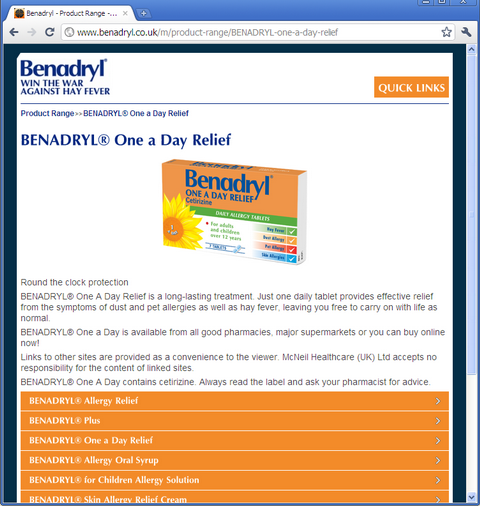 Benadryl - Product Range -...
www.benadryl.co.uk/m/product-range/BENADRYL-one-a-day-relief
Benadryl®
WIN THE WAR
AGAINST HAY FEVER
QUICK LINKS
Product Range>>BENADRYL® One a Day Relief
BENADRYL® One a Day Relief
Benadryl®
ONE A DAY RELIEF
Cetirizine
DAILY ALLERGY TABLETS
For adults
and children
over 12 years
Hay Fever
Dust Allergy
Pet Allergy
Skin Allergy
7 TABLETS
Round the clock protection
BENADRYL® One A Day Relief is a long-lasting treatment. Just one daily tablet provides effective relief
from the symptoms of dust and pet allergies as well as hay fever, leaving you free to carry on with life as
normal.
BENADRYL® One a Day is available from all good pharmacies, major supermarkets or you can buy online
now!
Links to other sites are provided as a convenience to the viewer. McNeil Healthcare (UK) Ltd accepts no
responsibility for the content of linked sites.
BENADRYL® One A Day contains cetirizine. Always read the label and ask your pharmacist for advice.
BENADRYL® Allergy Relief
BENADRYL® Plus
BENADRYL® One a Day Relief
BENADRYL® Allergy Oral Syrup
BENADRYL® for Children Allergy Solution
BENADRYL® Skin Allergy Relief Cream